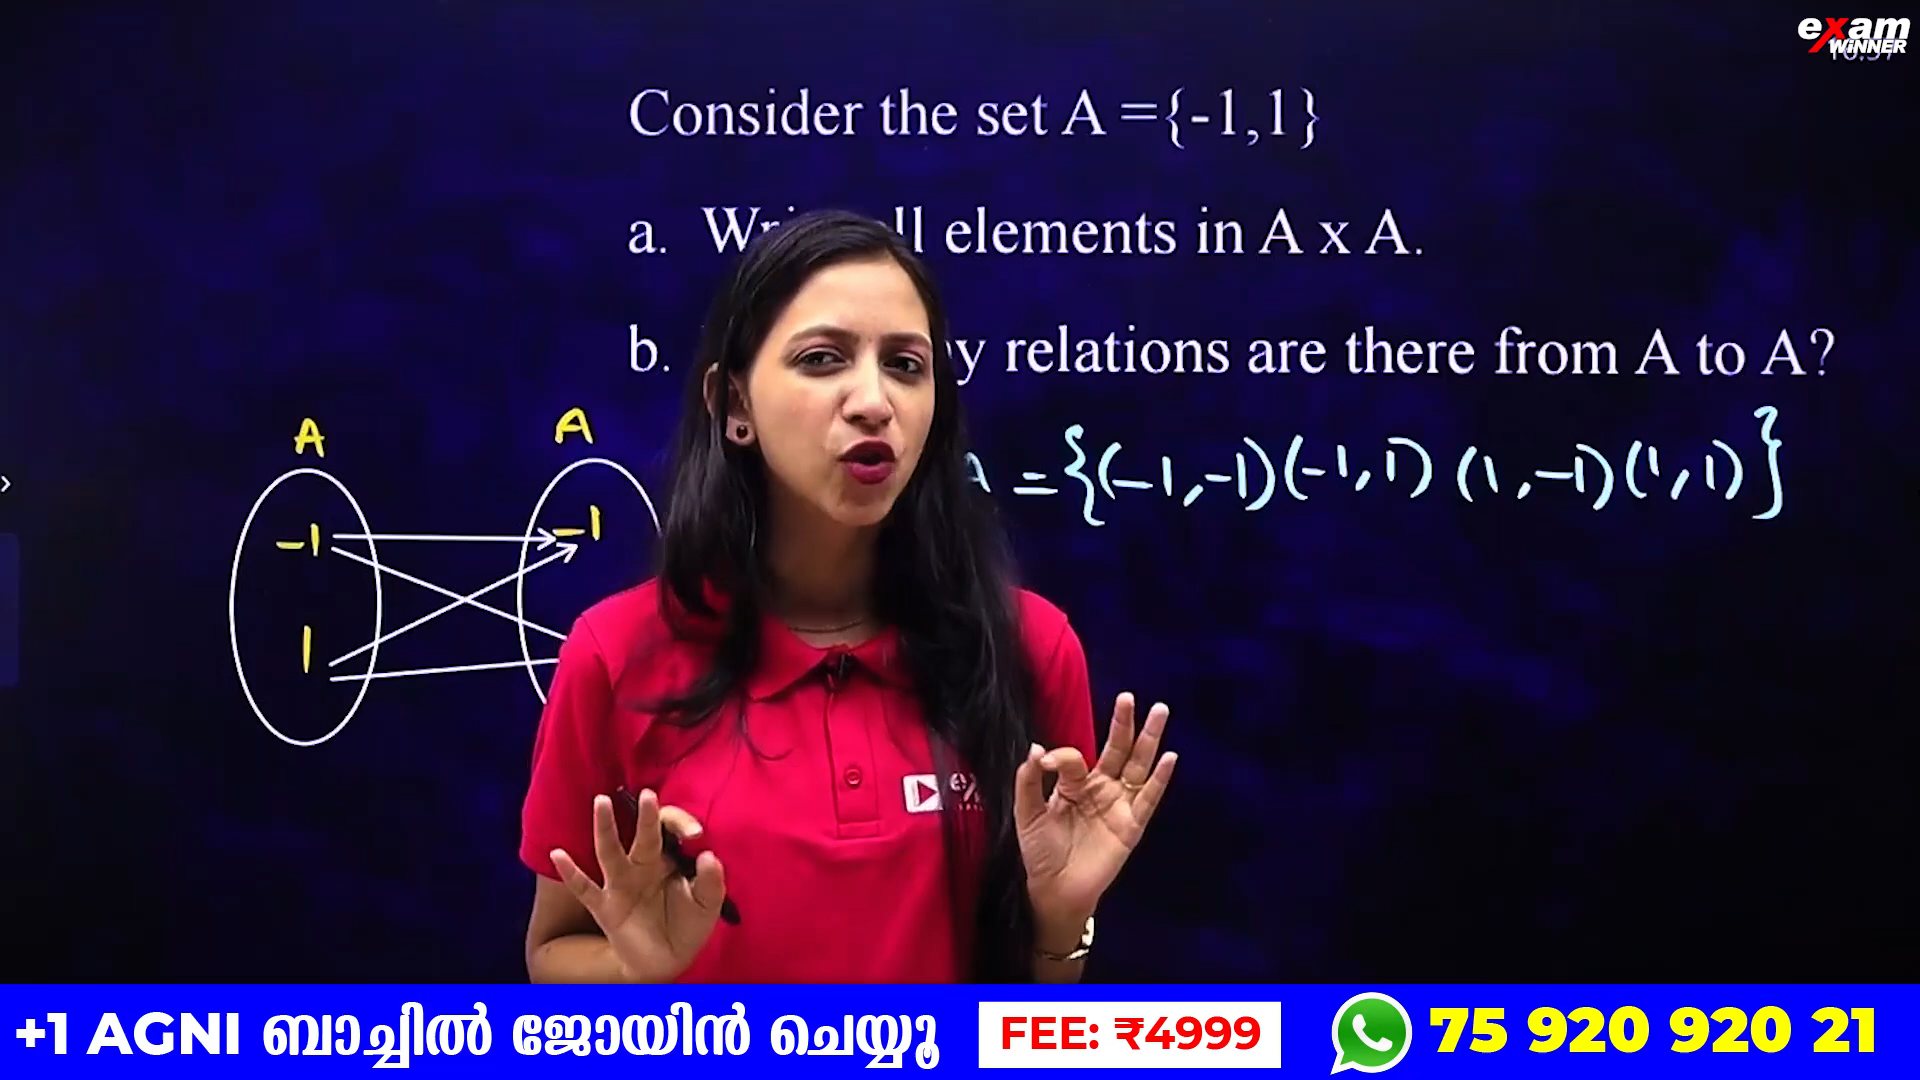 exam
WINNER
Consider the set A ={-1,1}
a. all elements in A x A.
b. relations are there from A to A?
A A
= {(-1,-1)(-1,1) (1,-1)(1,1)}
-1 -1
1
+1 AGNI ബാച്ചിൽ ജോയിൻ ചെയ്യൂ FEE: ₹4999 75 920 920 21